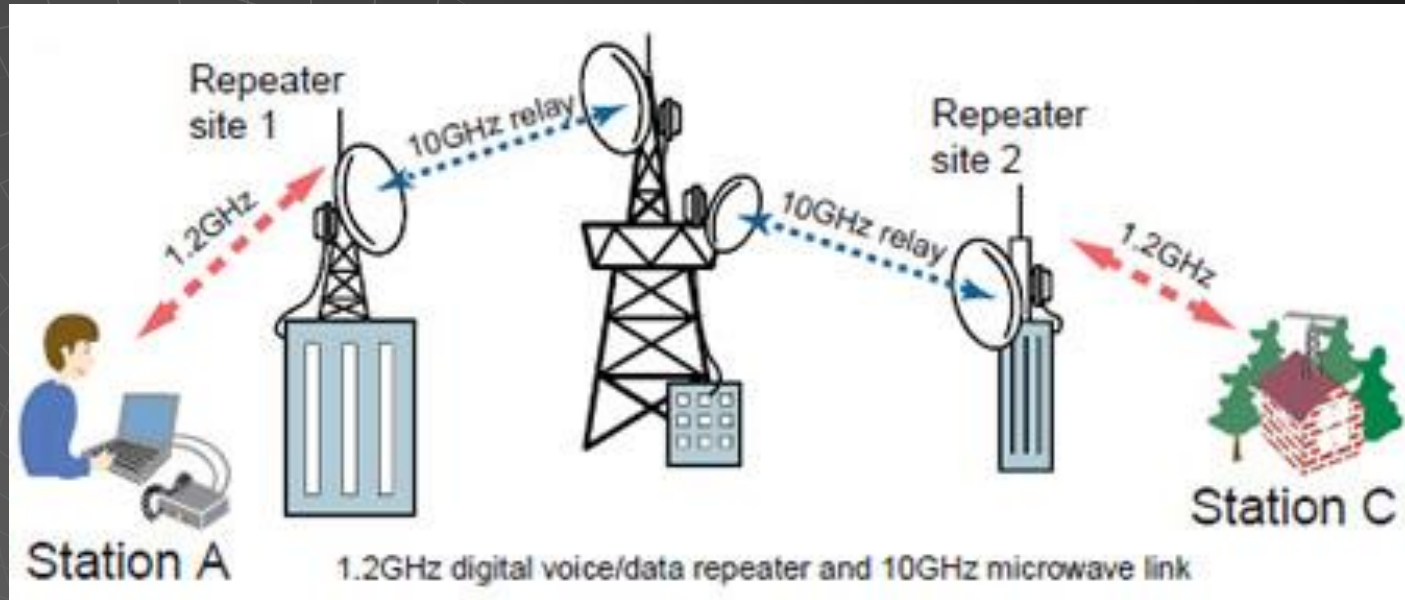 Repeater
site 1
10GHz relay
1.2GHz
Repeater
site 2
10GHz relay
1.2GHz
Station A
Station C
1.2GHz digital voice/data repeater and 10GHz microwave link